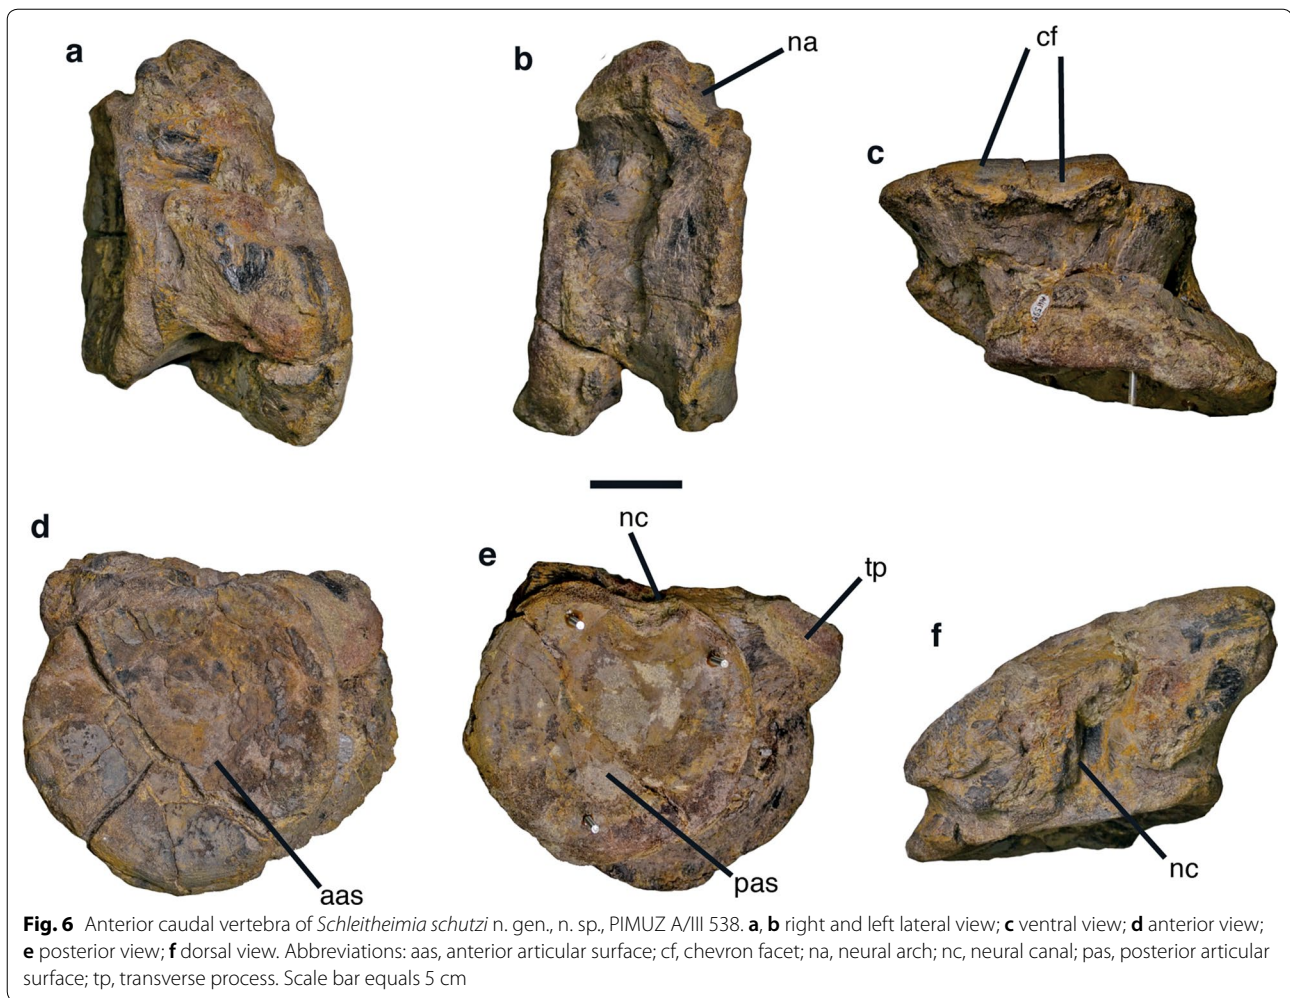 a
b
na
cf
c
d
nc
e
tp
f
aas
pas
nc
Fig. 6 Anterior caudal vertebra of Schleitheimia schutzi n. gen., n. sp., PIMUZ A/III 538. a, b right and left lateral view; c ventral view; d anterior view;
e posterior view; f dorsal view. Abbreviations: aas, anterior articular surface; cf, chevron facet; na, neural arch; nc, neural canal; pas, posterior articular
surface; tp, transverse process. Scale bar equals 5 cm